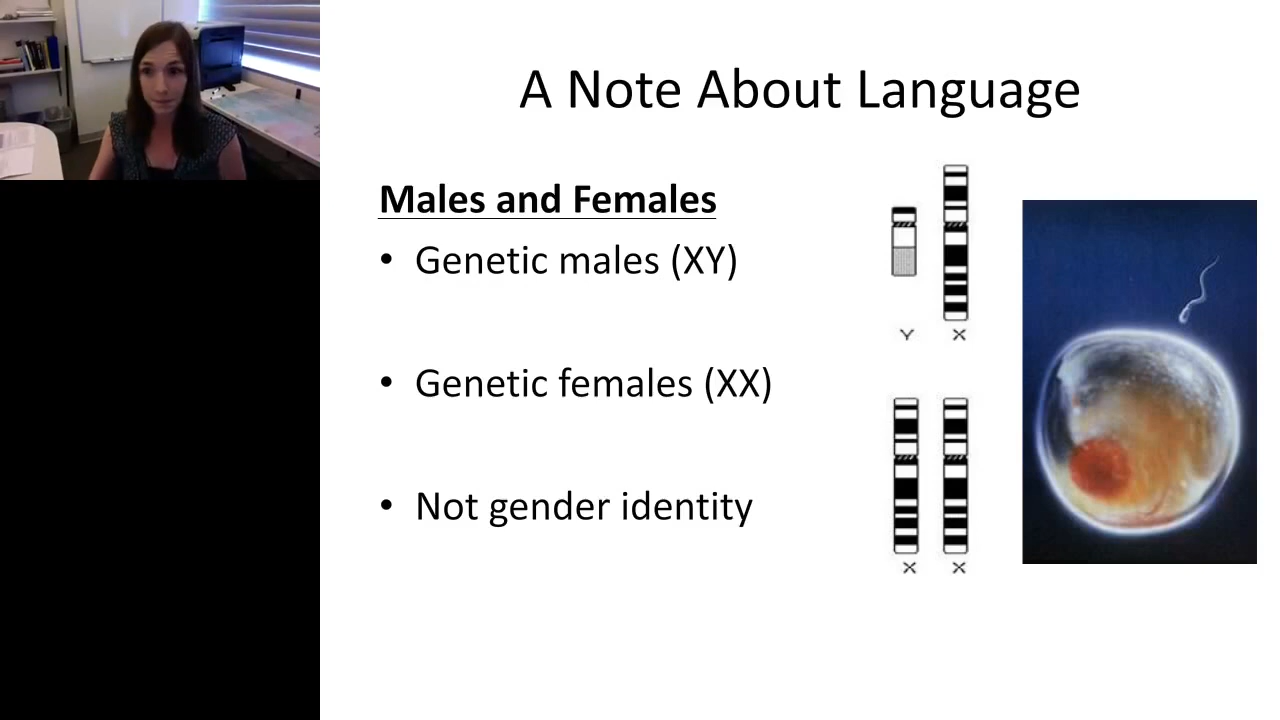 A Note About Language
Males and Females
• Genetic males (XY)
Y X
• Genetic females (XX)
X X
• Not gender identity